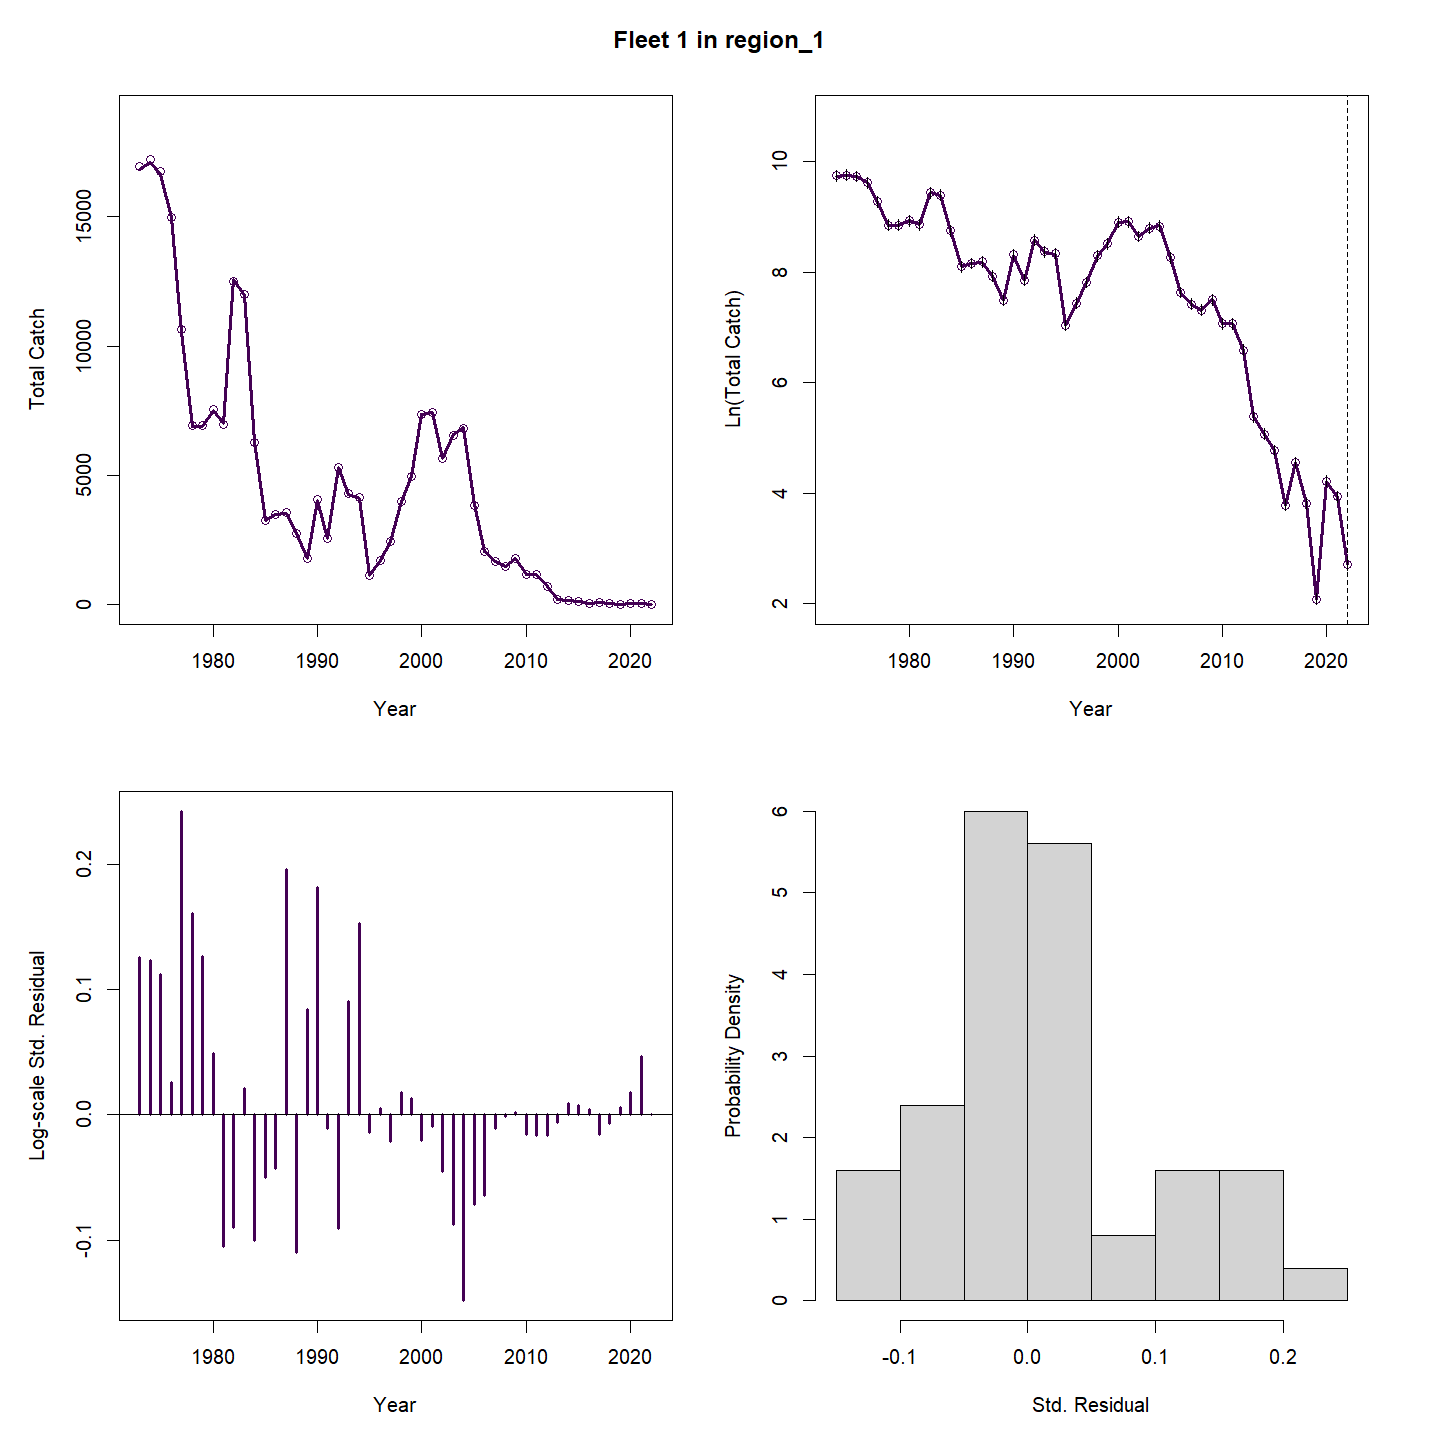 Fleet 1 in region_1
Total Catch
15000
10000
5000
0
1980 1990 2000 2010 2020
Year
Ln(Total Catch)
10
8
6
4
2
1980 1990 2000 2010 2020
Year
Log-scale Std. Residual
0.2
0.1
0.0
-0.1
1980 1990 2000 2010 2020
Year
Probability Density
6
5
4
3
2
1
0
-0.1 0.0 0.1 0.2
Std. Residual